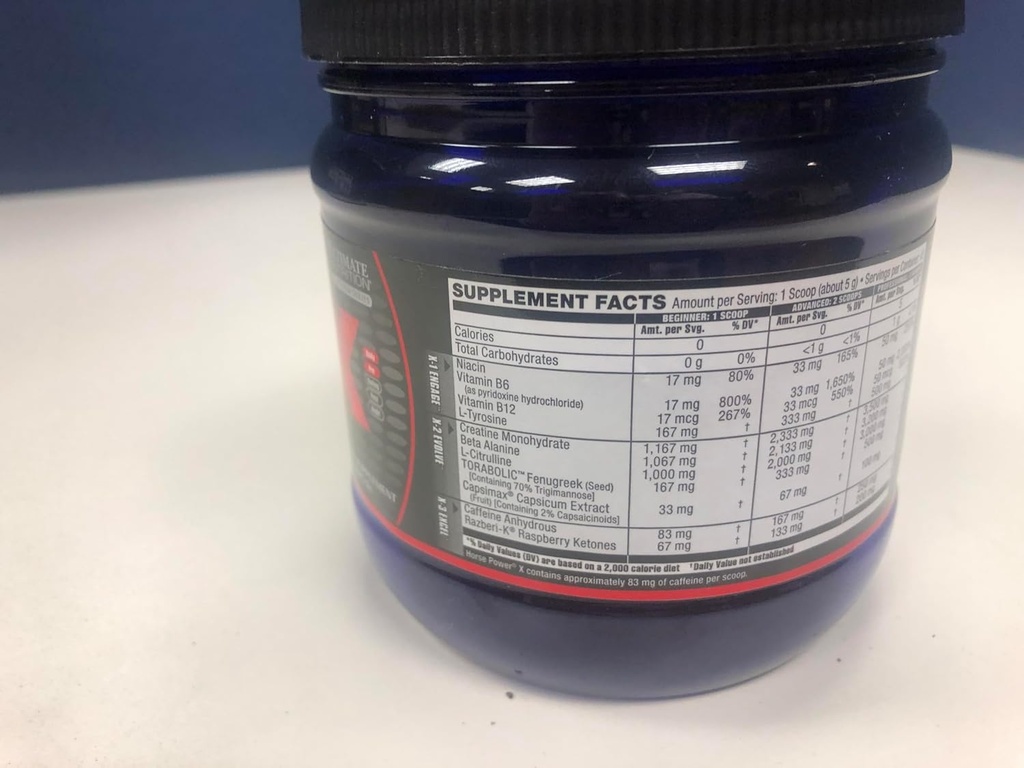 SUPPLEMENT FACTS Amount per Serving: 1 Scoop (about 5 g) • Servings per
BEGINNER: 1 SCOOP ADVANCED: 2 SCOOPS
Amt. per Svg. % DV* Amt. per Svg. % DV*
Calories 0 0
Total Carbohydrates 0 g 0% <1 g <1%
Niacin 17 mg 80% 33 mg 165%
Vitamin B6
(as pyridoxine hydrochloride) 17 mg 800% 33 mg 1,650%
Vitamin B12 17 mcg 267% 33 mcg 550%
L-Tyrosine 167 mg † 333 mg †
Creatine Monohydrate 1,167 mg † 2,333 mg †
Beta Alanine 1,067 mg † 2,133 mg †
L-Citrulline 1,000 mg † 2,000 mg †
TORABOLIC™ Fenugreek (Seed) 167 mg † 333 mg †
[Containing 70% Trigimannose]
Capsimax® Capsicum Extract 33 mg † 67 mg †
(Fruit) [Containing 2% Capsaicinoids]
Caffeine Anhydrous 83 mg † 167 mg †
Razberi-K® Raspberry Ketones 67 mg † 133 mg †
*% Daily Values (DV) are based on a 2,000 calorie diet †Daily Value not established
Horse Power® X contains approximately 83 mg of caffeine per scoop.
X-1 ENGAGE
X-2 EVOLVE
X-3 EXCEL